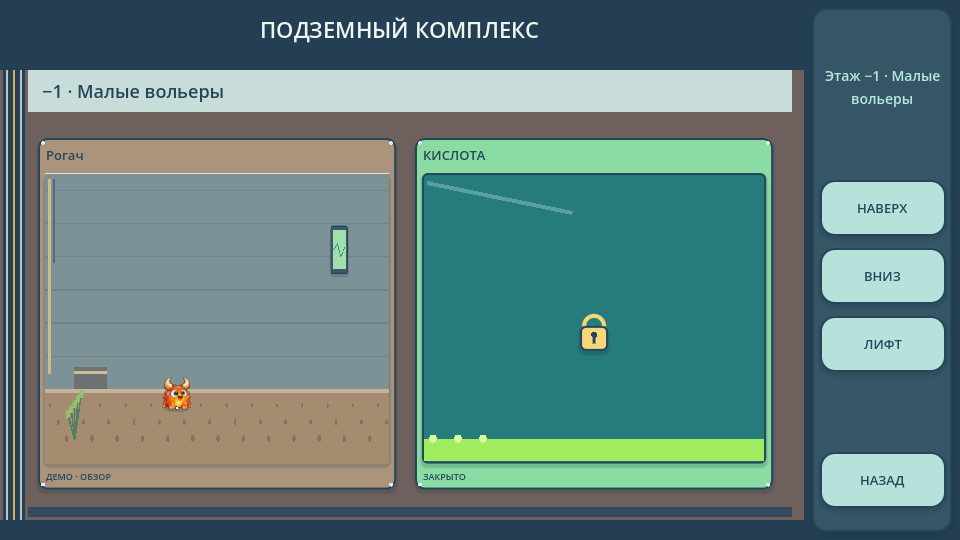 ПОДЗЕМНЫЙ КОМПЛЕКС
−1 · Малые вольеры
Рогач
КИСЛОТА
ДЕМО · ОБЗОР
ЗАКРЫТО
Этаж −1 · Малые
вольеры
НАВЕРХ
ВНИЗ
ЛИФТ
НАЗАД